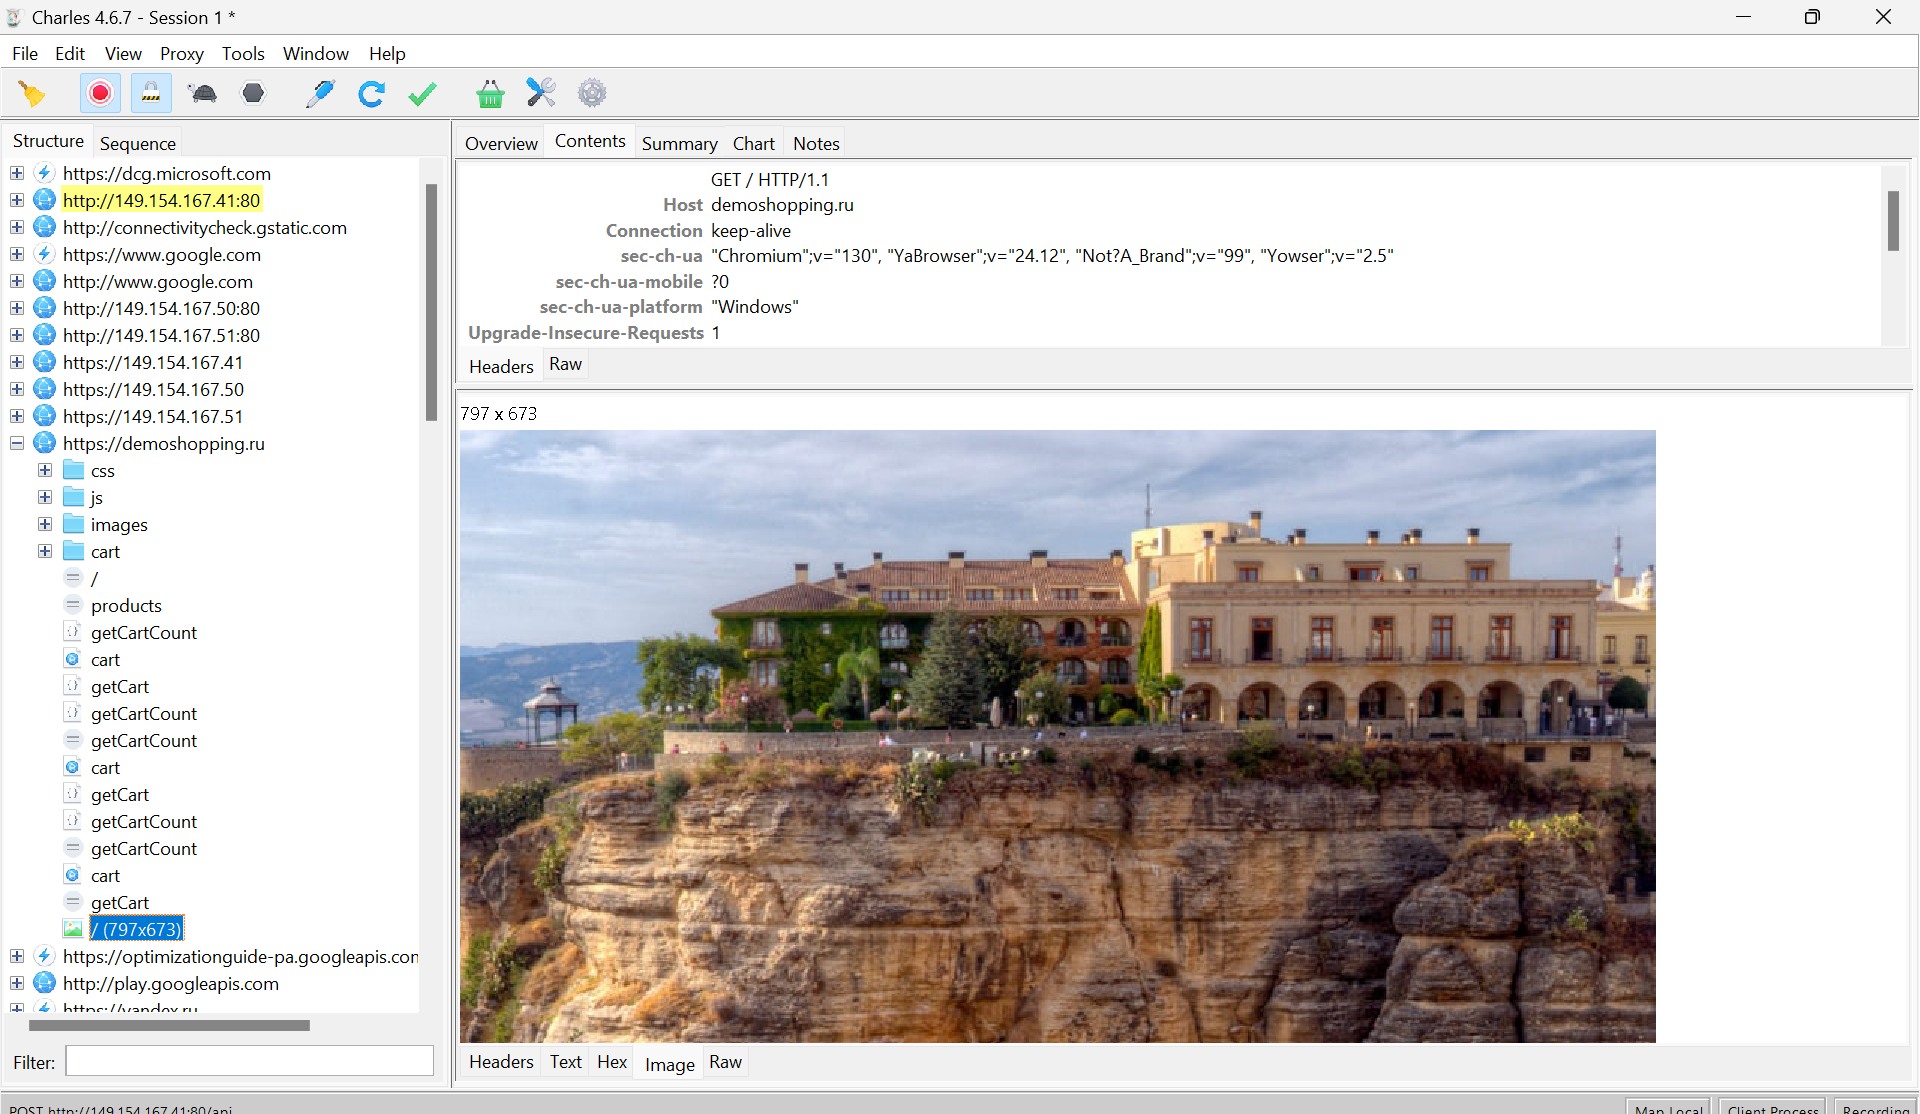 Charles 4.6.7 - Session 1 *
File Edit View Proxy Tools Window Help
Structure Sequence
https://dcg.microsoft.com
http://149.154.167.41:80
http://connectivitycheck.gstatic.com
https://www.google.com
http://www.google.com
http://149.154.167.50:80
http://149.154.167.51:80
https://149.154.167.41
https://149.154.167.50
https://149.154.167.51
https://demoshopping.ru
css
js
images
cart
/
products
getCartCount
cart
getCart
getCartCount
getCartCount
cart
getCart
getCartCount
getCartCount
cart
getCart
/ (797x673)
https://optimizationguide-pa.googleapis.con
http://play.googleapis.com
https://yandex.ru
Filter:
Overview Contents Summary Chart Notes
GET / HTTP/1.1
Host demoshopping.ru
Connection keep-alive
sec-ch-ua "Chromium";v="130", "YaBrowser";v="24.12", "Not?A_Brand";v="99", "Yowser";v="2.5"
sec-ch-ua-mobile ?0
sec-ch-ua-platform "Windows"
Upgrade-Insecure-Requests 1
Headers Raw
797 x 673
Headers Text Hex Image Raw
POST http://149.154.167.41:80/api
Map Local Client Process Recording